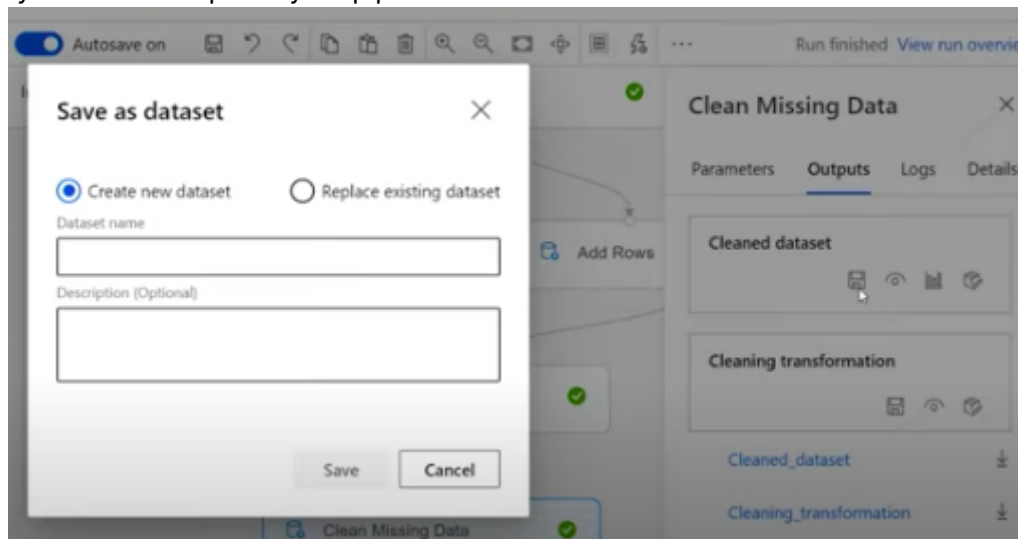 Autosave on
Run finished View run overvie
Save as dataset
Create new dataset
Replace existing dataset
Dataset name
Description (Optional)
Save
Cancel
Add Rows
Clean Missing Data
Clean Missing Data
Parameters Outputs Logs Details
Cleaned dataset
Cleaning transformation
Cleaned_dataset
Cleaning_transformation